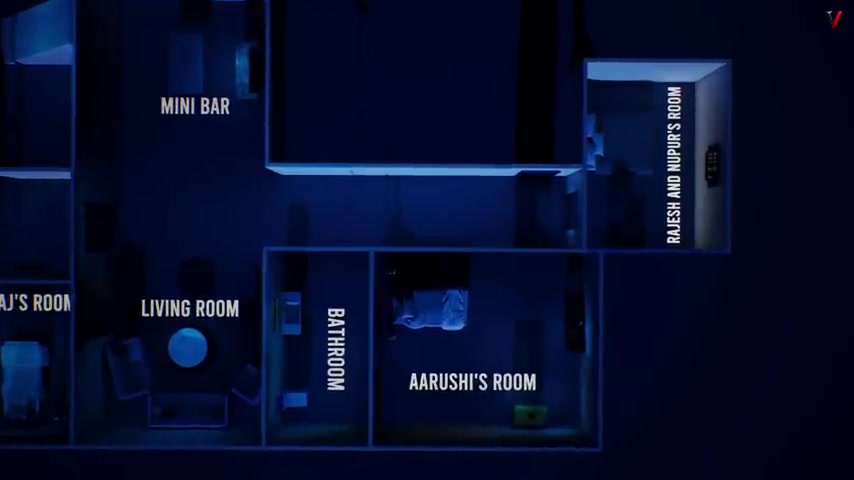 MINI BAR
RAJESH AND NUPUR'S ROOM
AJ'S ROOM
LIVING ROOM
BATHROOM
AARUSHI'S ROOM